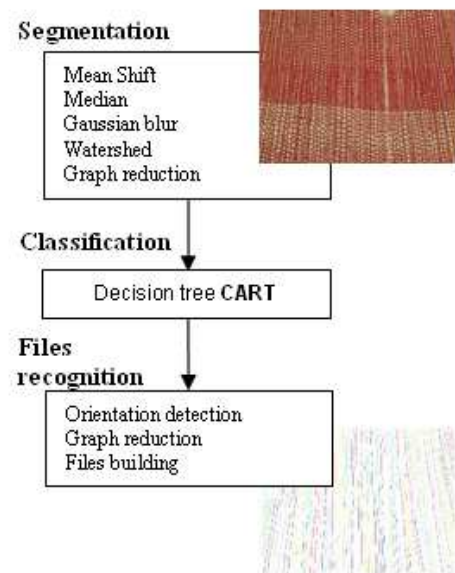 Segmentation
Mean Shift
Median
Gaussian blur
Watershed
Graph reduction
Classification
Decision tree CART
Files
recognition
Orientation detection
Graph reduction
Files building